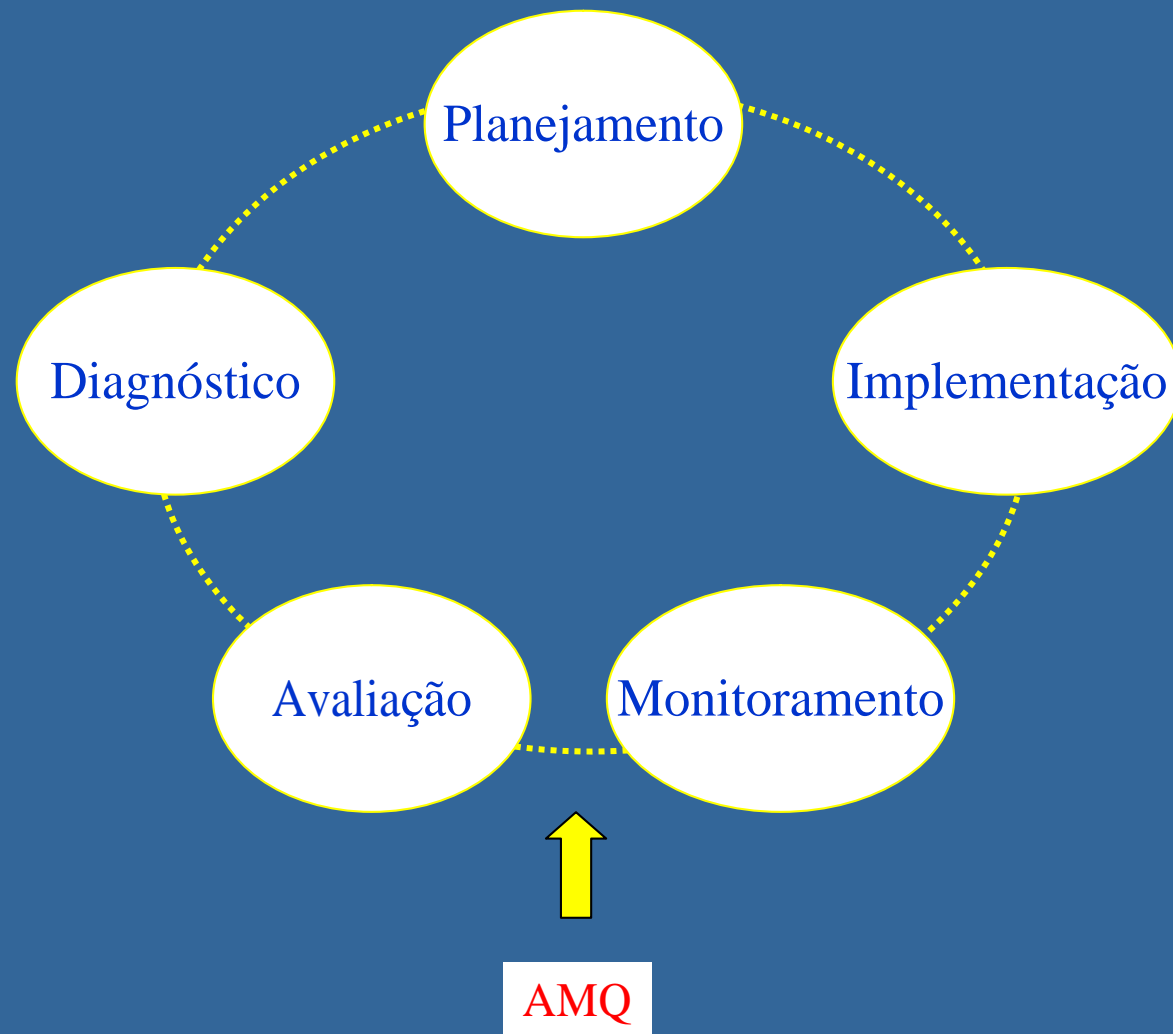 Planejamento
Diagnóstico
Implementação
Avaliação
Monitoramento
AMQ